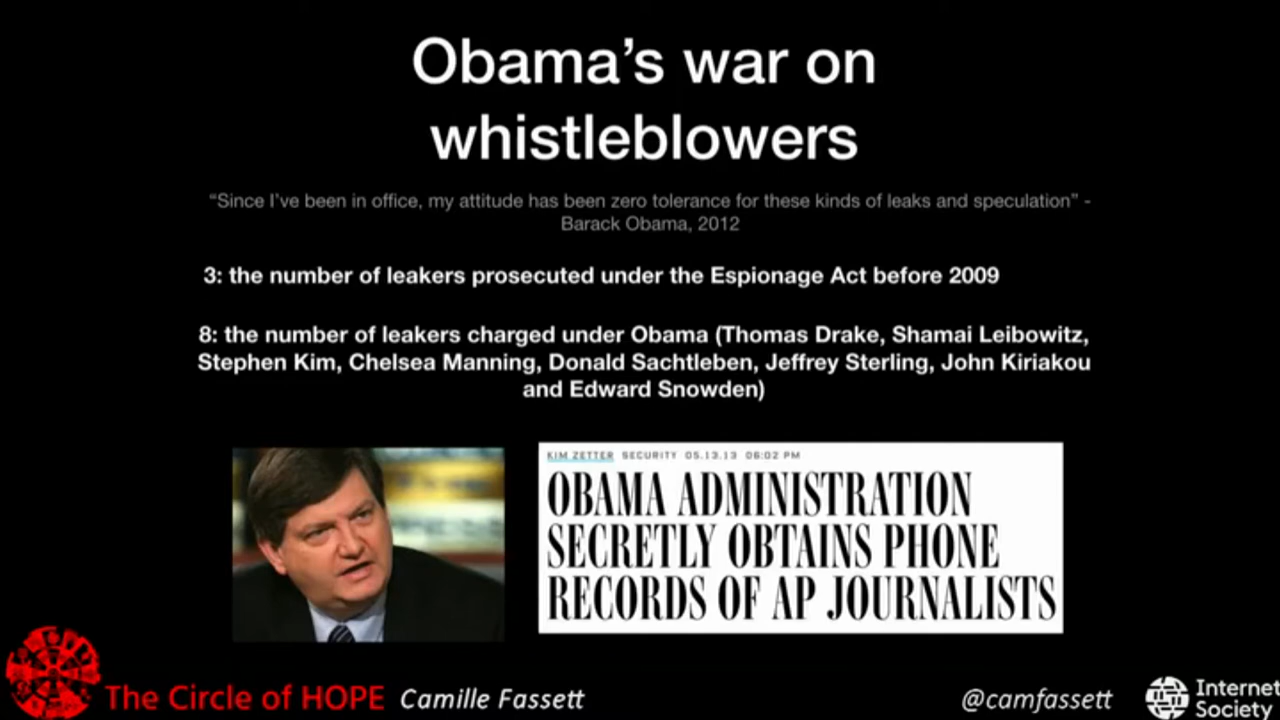 Obama’s war on
whistleblowers
“Since I’ve been in office, my attitude has been zero tolerance for these kinds of leaks and speculation” -
Barack Obama, 2012
3: the number of leakers prosecuted under the Espionage Act before 2009
8: the number of leakers charged under Obama (Thomas Drake, Shamai Leibowitz,
Stephen Kim, Chelsea Manning, Donald Sachtleben, Jeffrey Sterling, John Kiriakou
and Edward Snowden)
KIM ZETTER SECURITY 05.13.13 06:02 PM
OBAMA ADMINISTRATION
SECRETLY OBTAINS PHONE
RECORDS OF AP JOURNALISTS
The Circle of HOPE Camille Fassett @camfassett Internet
Society